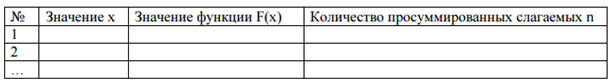 № Значение x Значение функции F(x) Количество просуммированных слагаемых n
1
2
...